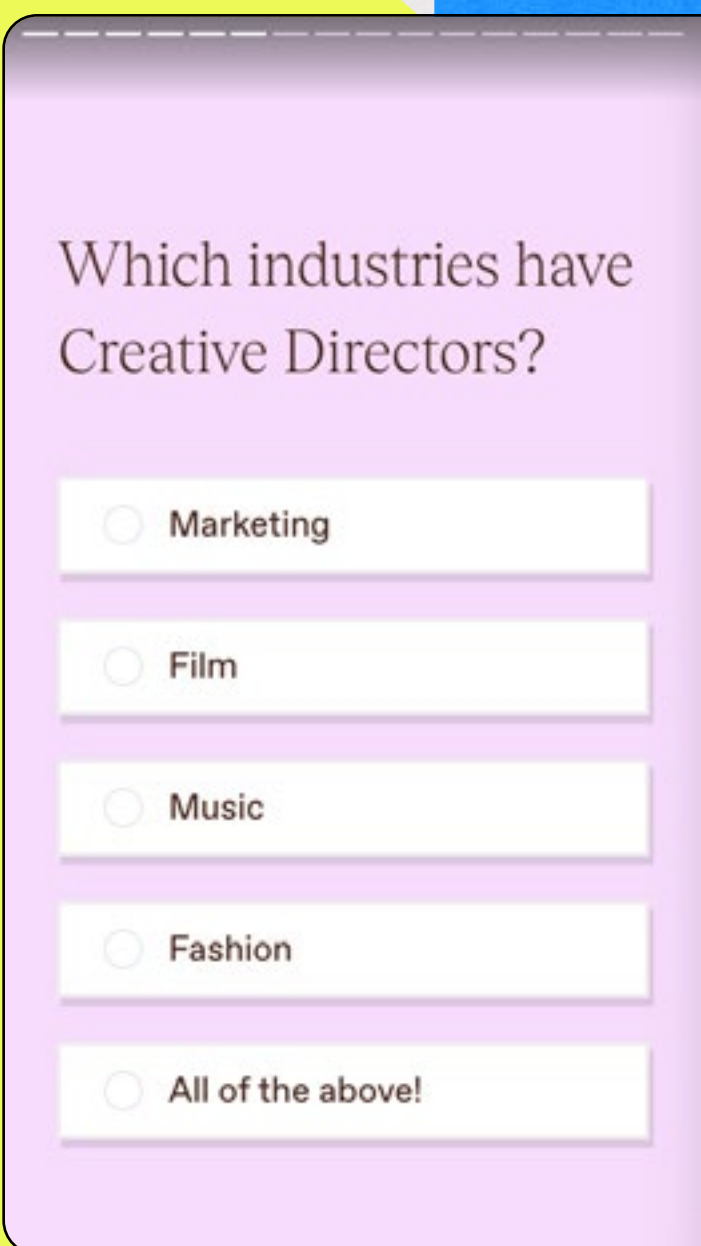 Which industries have
Creative Directors?
Marketing
Film
Music
Fashion
All of the above!